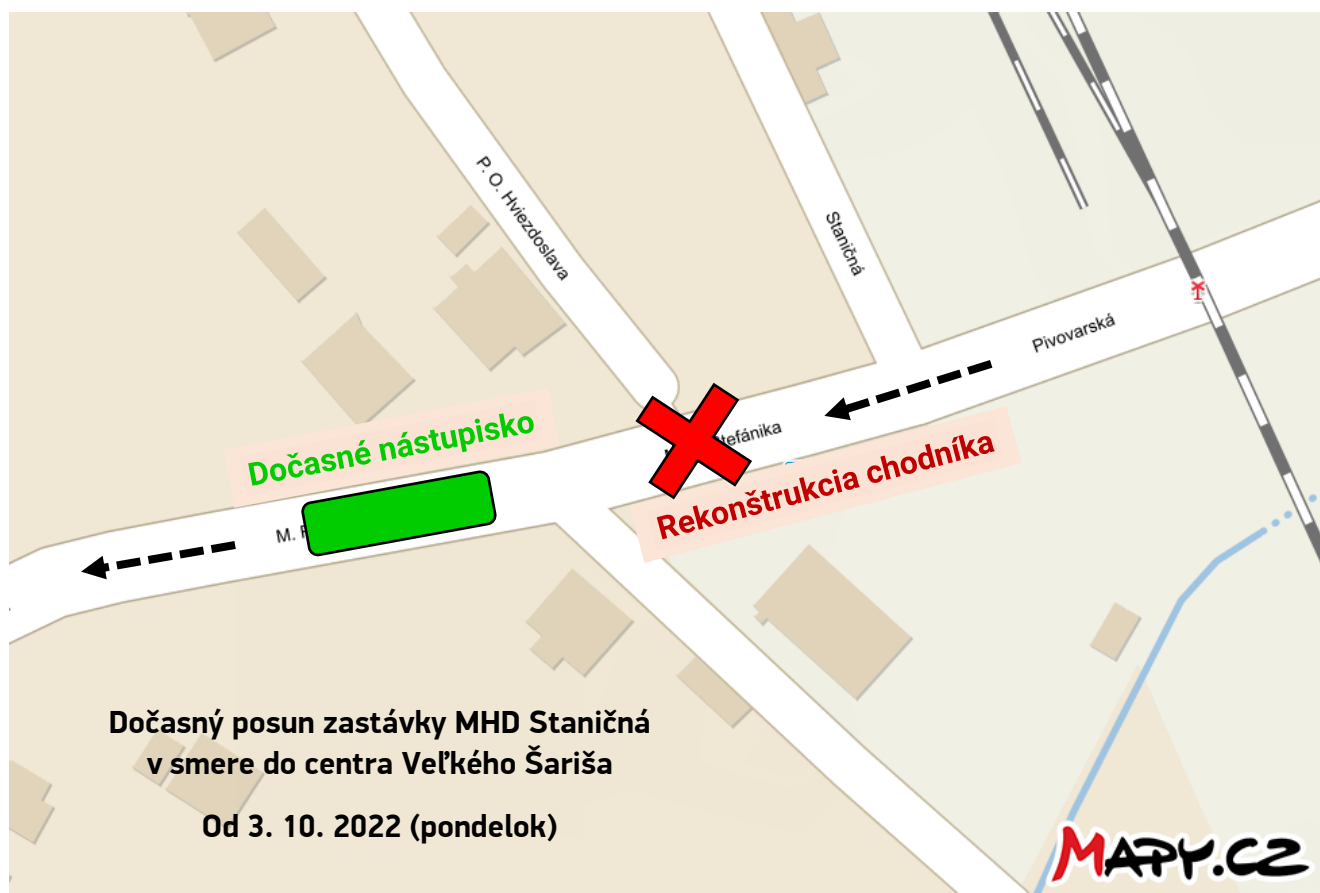 P. O. Hviezdoslava
Staničná
Pivovarská
Štefánika
Dočasné nástupisko
Rekonštrukcia chodníka
M.
Dočasný posun zastávky MHD Staničná
v smere do centra Veľkého Šariša
Od 3. 10. 2022 (pondelok)
MAPY.CZ